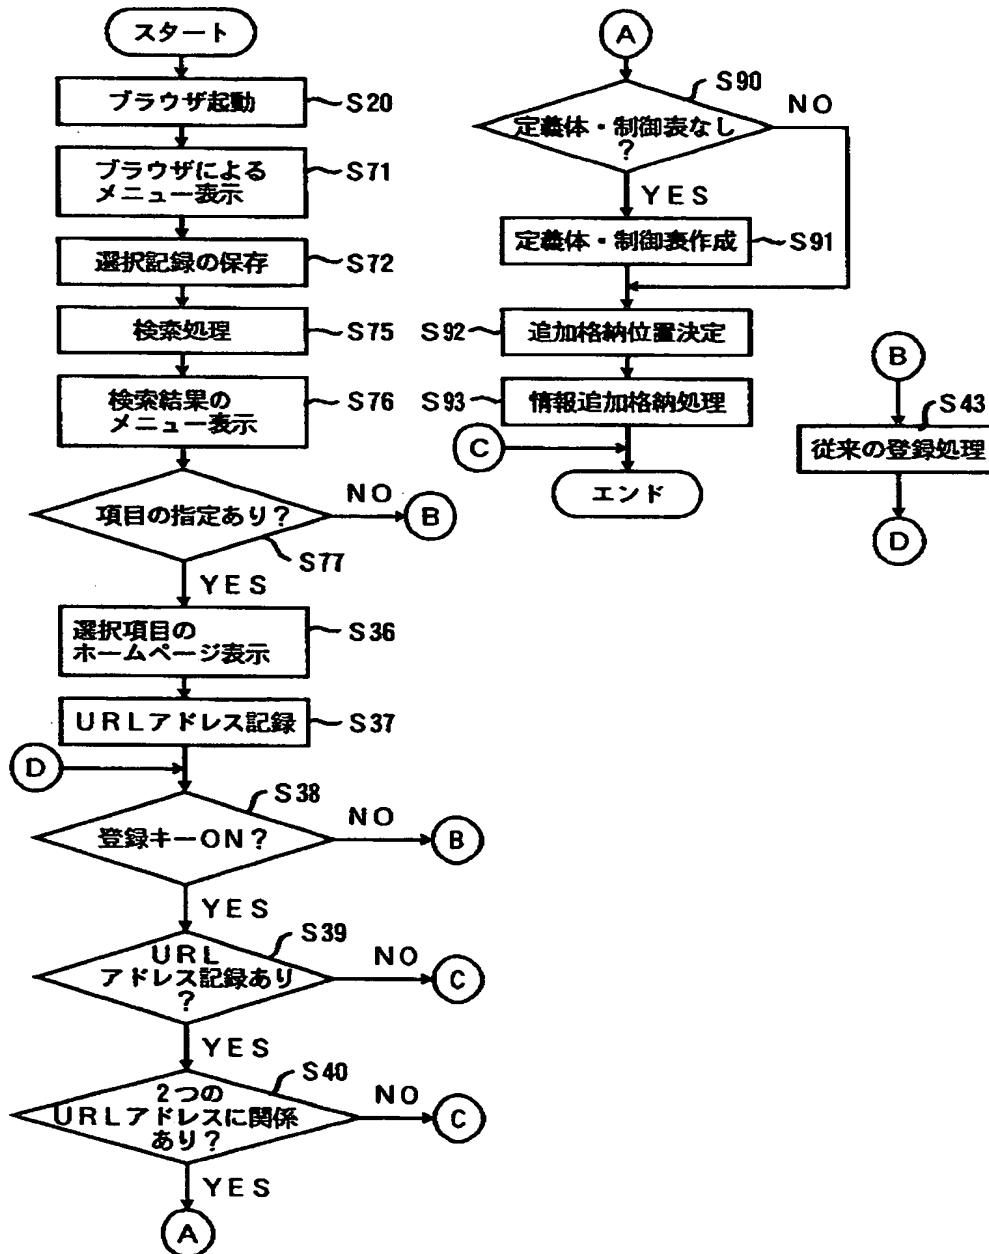 スタート
ブラウザ起動
S20
ブラウザによる
メニュー表示
S71
選択記録の保存
S72
検索処理
S75
検索結果の
メニュー表示
S76
項目の指定あり?
NO
B
S77
YES
選択項目の
ホームページ表示
S36
URLアドレス記録
S37
D
S38
登録キーON?
NO
B
YES
S39
URL
アドレス記録あり
?
NO
C
YES
S40
2つの
URLアドレスに関係
あり?
NO
C
YES
A
A
S90
定義体・制御表なし
?
NO
YES
定義体・制御表作成
S91
S92
追加格納位置決定
S93
情報追加格納処理
C
エンド
B
S43
従来の登録処理
D